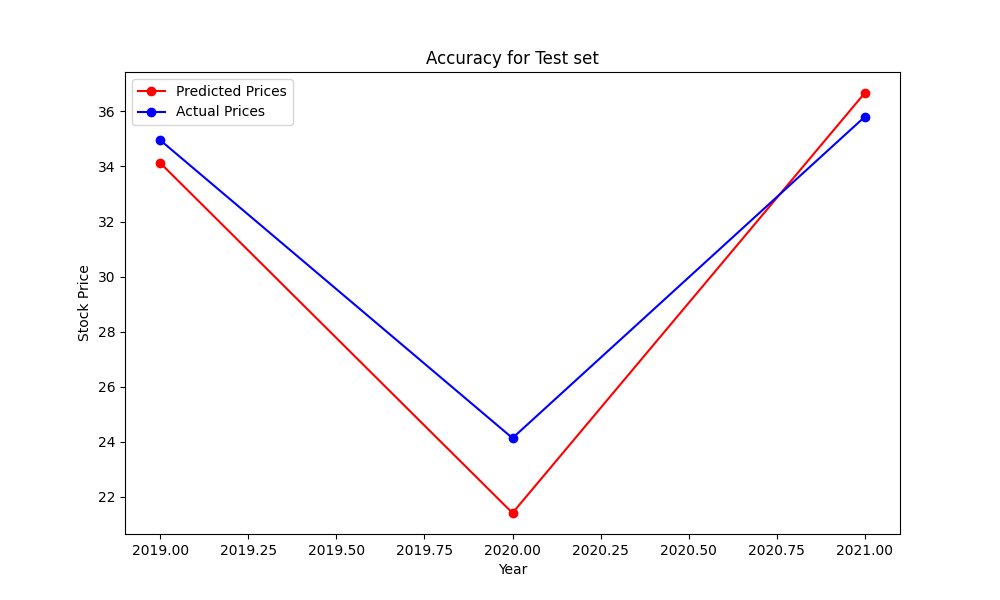 Accuracy for Test set
Predicted Prices
Actual Prices
36
34
32
30
28
26
24
22
Stock Price
2019.00 2019.25 2019.50 2019.75 2020.00 2020.25 2020.50 2020.75 2021.00
Year